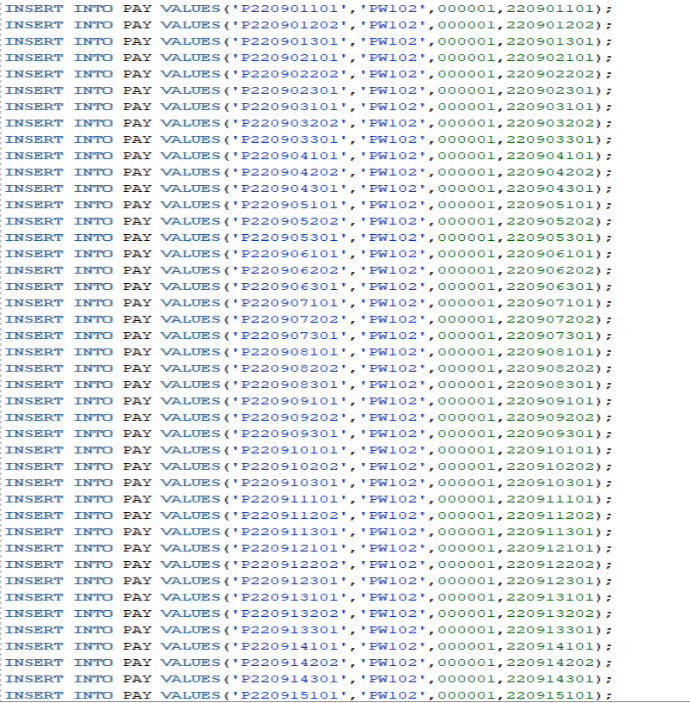 INSERT INTO PAY VALUES('P220901101','PW102',000001,220901101);
INSERT INTO PAY VALUES('P220901202','PW102',000001,220901202);
INSERT INTO PAY VALUES('P220901301','PW102',000001,220901301);
INSERT INTO PAY VALUES('P220902101','PW102',000001,220902101);
INSERT INTO PAY VALUES('P220902202','PW102',000001,220902202);
INSERT INTO PAY VALUES('P220902301','PW102',000001,220902301);
INSERT INTO PAY VALUES('P220903101','PW102',000001,220903101);
INSERT INTO PAY VALUES('P220903202','PW102',000001,220903202);
INSERT INTO PAY VALUES('P220903301','PW102',000001,220903301);
INSERT INTO PAY VALUES('P220904101','PW102',000001,220904101);
INSERT INTO PAY VALUES('P220904202','PW102',000001,220904202);
INSERT INTO PAY VALUES('P220904301','PW102',000001,220904301);
INSERT INTO PAY VALUES('P220905101','PW102',000001,220905101);
INSERT INTO PAY VALUES('P220905202','PW102',000001,220905202);
INSERT INTO PAY VALUES('P220905301','PW102',000001,220905301);
INSERT INTO PAY VALUES('P220906101','PW102',000001,220906101);
INSERT INTO PAY VALUES('P220906202','PW102',000001,220906202);
INSERT INTO PAY VALUES('P220906301','PW102',000001,220906301);
INSERT INTO PAY VALUES('P220907101','PW102',000001,220907101);
INSERT INTO PAY VALUES('P220907202','PW102',000001,220907202);
INSERT INTO PAY VALUES('P220907301','PW102',000001,220907301);
INSERT INTO PAY VALUES('P220908101','PW102',000001,220908101);
INSERT INTO PAY VALUES('P220908202','PW102',000001,220908202);
INSERT INTO PAY VALUES('P220908301','PW102',000001,220908301);
INSERT INTO PAY VALUES('P220909101','PW102',000001,220909101);
INSERT INTO PAY VALUES('P220909202','PW102',000001,220909202);
INSERT INTO PAY VALUES('P220909301','PW102',000001,220909301);
INSERT INTO PAY VALUES('P220910101','PW102',000001,220910101);
INSERT INTO PAY VALUES('P220910202','PW102',000001,220910202);
INSERT INTO PAY VALUES('P220910301','PW102',000001,220910301);
INSERT INTO PAY VALUES('P220911101','PW102',000001,220911101);
INSERT INTO PAY VALUES('P220911202','PW102',000001,220911202);
INSERT INTO PAY VALUES('P220911301','PW102',000001,220911301);
INSERT INTO PAY VALUES('P220912101','PW102',000001,220912101);
INSERT INTO PAY VALUES('P220912202','PW102',000001,220912202);
INSERT INTO PAY VALUES('P220912301','PW102',000001,220912301);
INSERT INTO PAY VALUES('P220913101','PW102',000001,220913101);
INSERT INTO PAY VALUES('P220913202','PW102',000001,220913202);
INSERT INTO PAY VALUES('P220913301','PW102',000001,220913301);
INSERT INTO PAY VALUES('P220914101','PW102',000001,220914101);
INSERT INTO PAY VALUES('P220914202','PW102',000001,220914202);
INSERT INTO PAY VALUES('P220914301','PW102',000001,220914301);
INSERT INTO PAY VALUES('P220915101','PW102',000001,220915101);